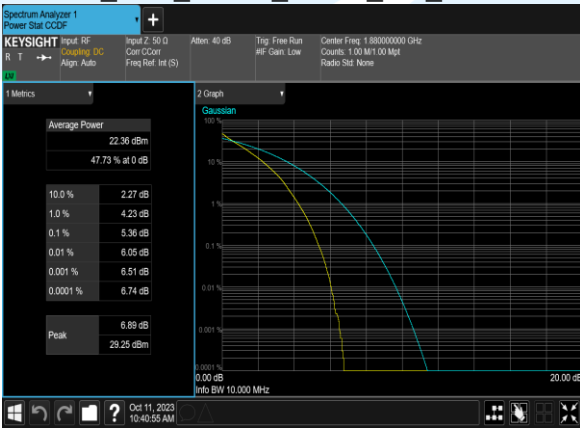 Spectrum Analyzer 1
Power Stat CCDF
+
KEYSIGHT
R T
LV
Input: RF
Coupling: DC
Align: Auto
Input Z: 50 Ω
Corr CCorr
Freq Ref: Int (S)
Atten: 40 dB
Trig: Free Run
#IF Gain: Low
Center Freq: 1.880000000 GHz
Counts: 1.00 M/1.00 Mpt
Radio Std: None
1 Metrics
Average Power
22.36 dBm
47.73 % at 0 dB
10.0 % 2.27 dB
1.0 % 4.23 dB
0.1 % 5.36 dB
0.01 % 6.05 dB
0.001 % 6.51 dB
0.0001 % 6.74 dB
Peak
6.89 dB
29.25 dBm
2 Graph
Gaussian
100 %
10 %
1 %
0.1 %
0.01 %
0.001 %
0.0001 %
0.00 dB
20.00 dB
Info BW 10.000 MHz
?
Oct 11, 2023
10:40:55 AM